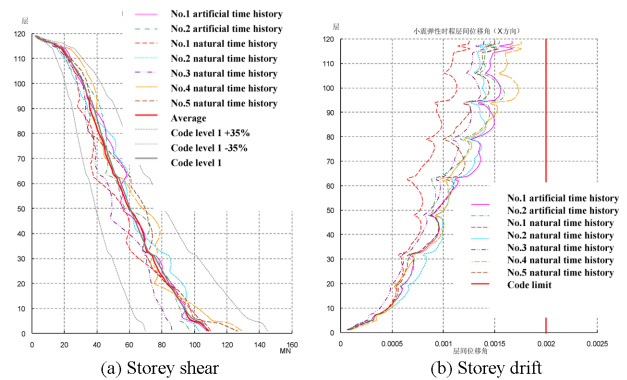 层
120
110
100
90
80
70
60
50
40
30
20
10
0
0 20 40 60 80 100 120 140 160
MN
No.1 artificial time history
No.2 artificial time history
No.1 natural time history
No.2 natural time history
No.3 natural time history
No.4 natural time history
No.5 natural time history
Average
Code level 1 +35%
Code level 1 -35%
Code level 1
(a) Storey shear
层
小震弹性时程层间位移角（X方向）
120
110
100
90
80
70
60
50
40
30
20
10
0
0 0.0005 0.001 0.0015 0.002 0.0025
层间位移角
No.1 artificial time history
No.2 artificial time history
No.1 natural time history
No.2 natural time history
No.3 natural time history
No.4 natural time history
No.5 natural time history
Code limit
(b) Storey drift